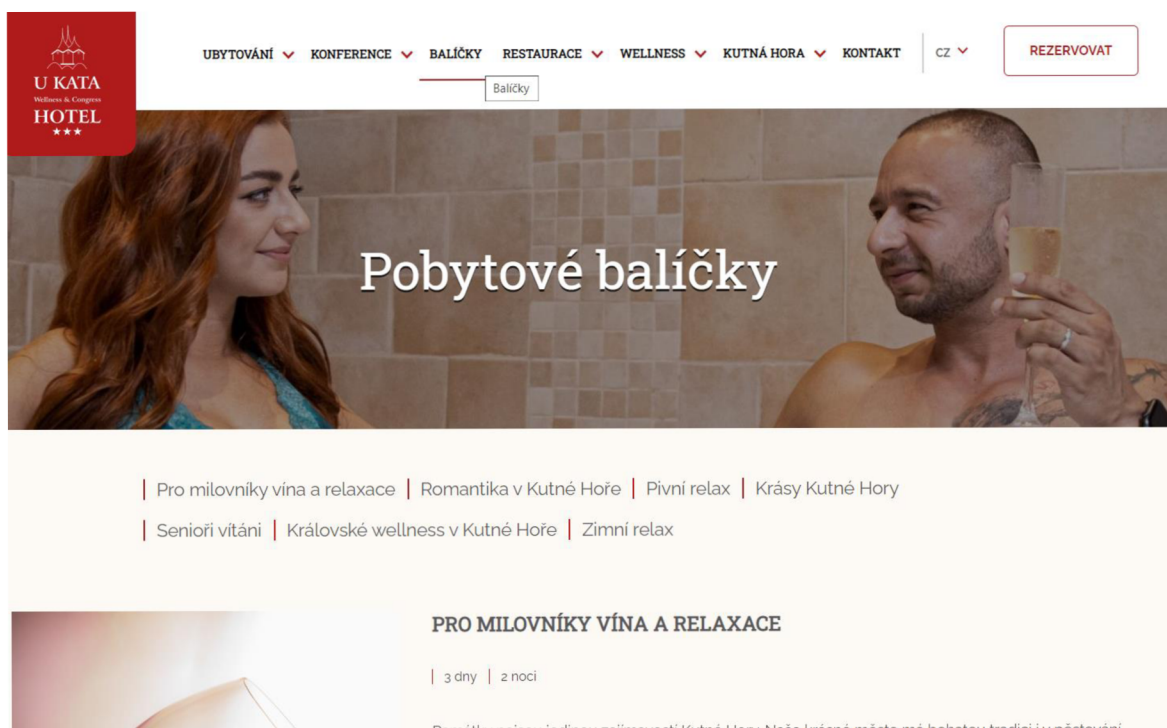 U KATA
Wellness & Congress
HOTEL
UBYTOVÁNÍ KONFERENCE BALÍČKY RESTAURACE WELLNESS KUTNÁ HORA KONTAKT CZ REZERVOVAT
Balíčky
Pobytové balíčky
Pro milovníky vína a relaxace | Romantika v Kutné Hoře | Pivní relax | Krásy Kutné Hory
Senioři vítáni | Královské wellness v Kutné Hoře | Zimní relax
PRO MILOVNÍKY VÍNA A RELAXACE
3 dny | 2 noci